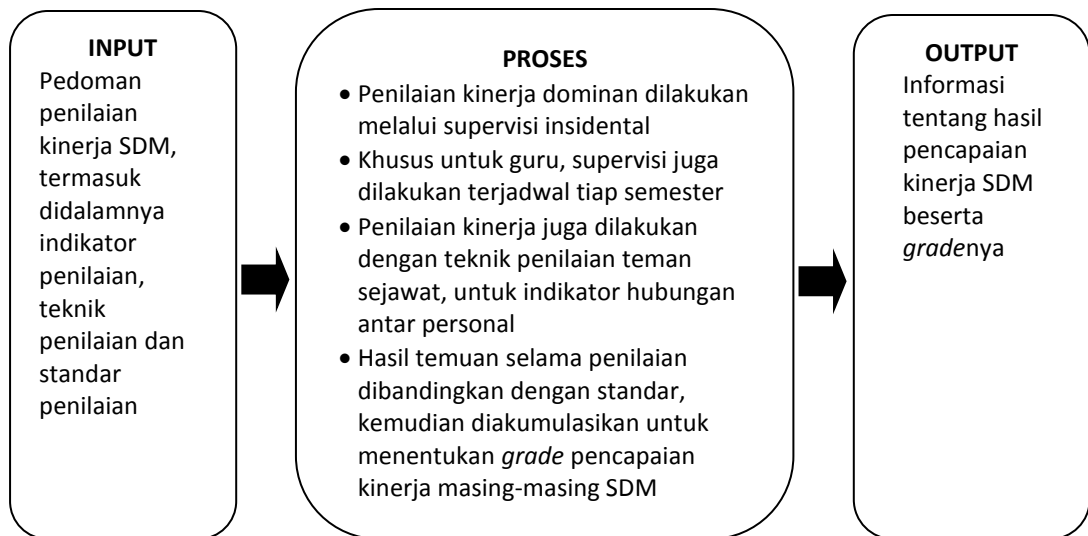 INPUT
Pedoman
penilaian
kinerja SDM,
termasuk
didalamnya
indikator
penilaian,
teknik
penilaian dan
standar
penilaian
PROSES
• Penilaian kinerja dominan dilakukan
melalui supervisi insidental
• Khusus untuk guru, supervisi juga
dilakukan terjadwal tiap semester
• Penilaian kinerja juga dilakukan
dengan teknik penilaian teman
sejawat, untuk indikator hubungan
antar personal
• Hasil temuan selama penilaian
dibandingkan dengan standar,
kemudian diakumulasikan untuk
menentukan grade pencapaian
kinerja masing-masing SDM
OUTPUT
Informasi
tentang hasil
pencapaian
kinerja SDM
beserta
gradenya